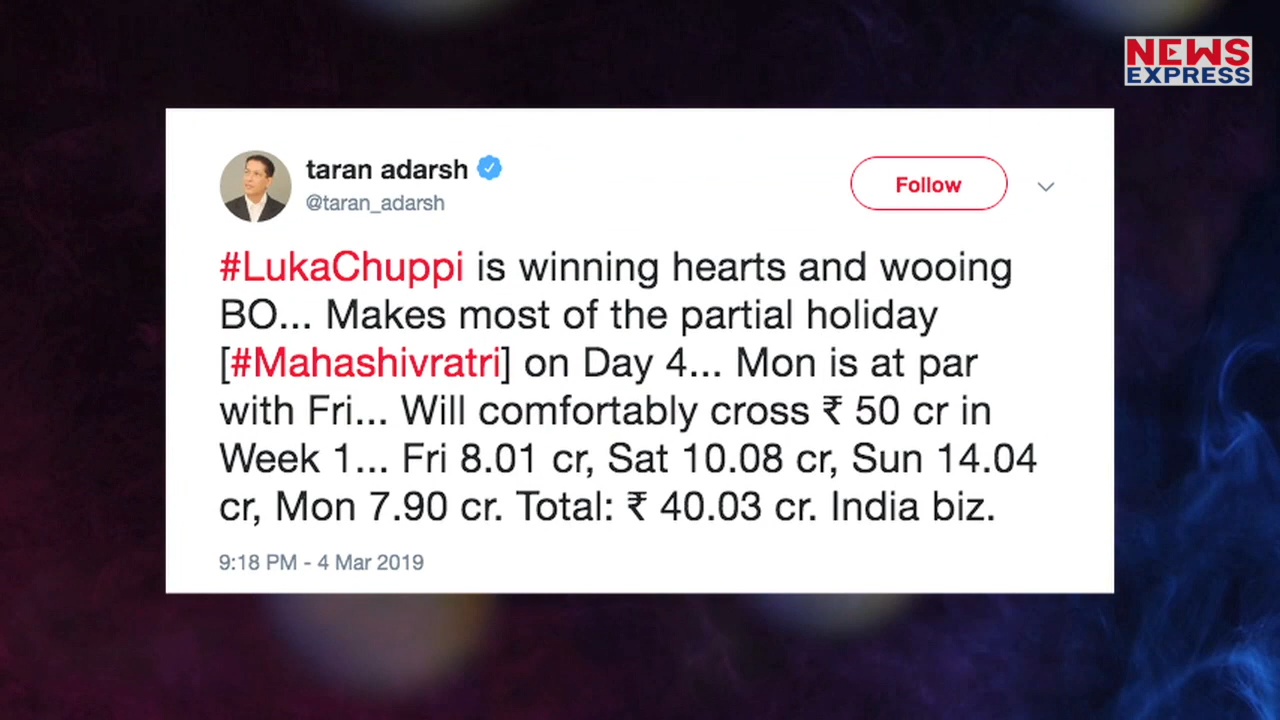 NEWS
EXPRESS
taran adarsh
@taran_adarsh
Follow
#LukaChuppi is winning hearts and wooing
BO... Makes most of the partial holiday
[#Mahashivratri] on Day 4... Mon is at par
with Fri... Will comfortably cross ₹ 50 cr in
Week 1... Fri 8.01 cr, Sat 10.08 cr, Sun 14.04
cr, Mon 7.90 cr. Total: ₹ 40.03 cr. India biz.
9:18 PM - 4 Mar 2019